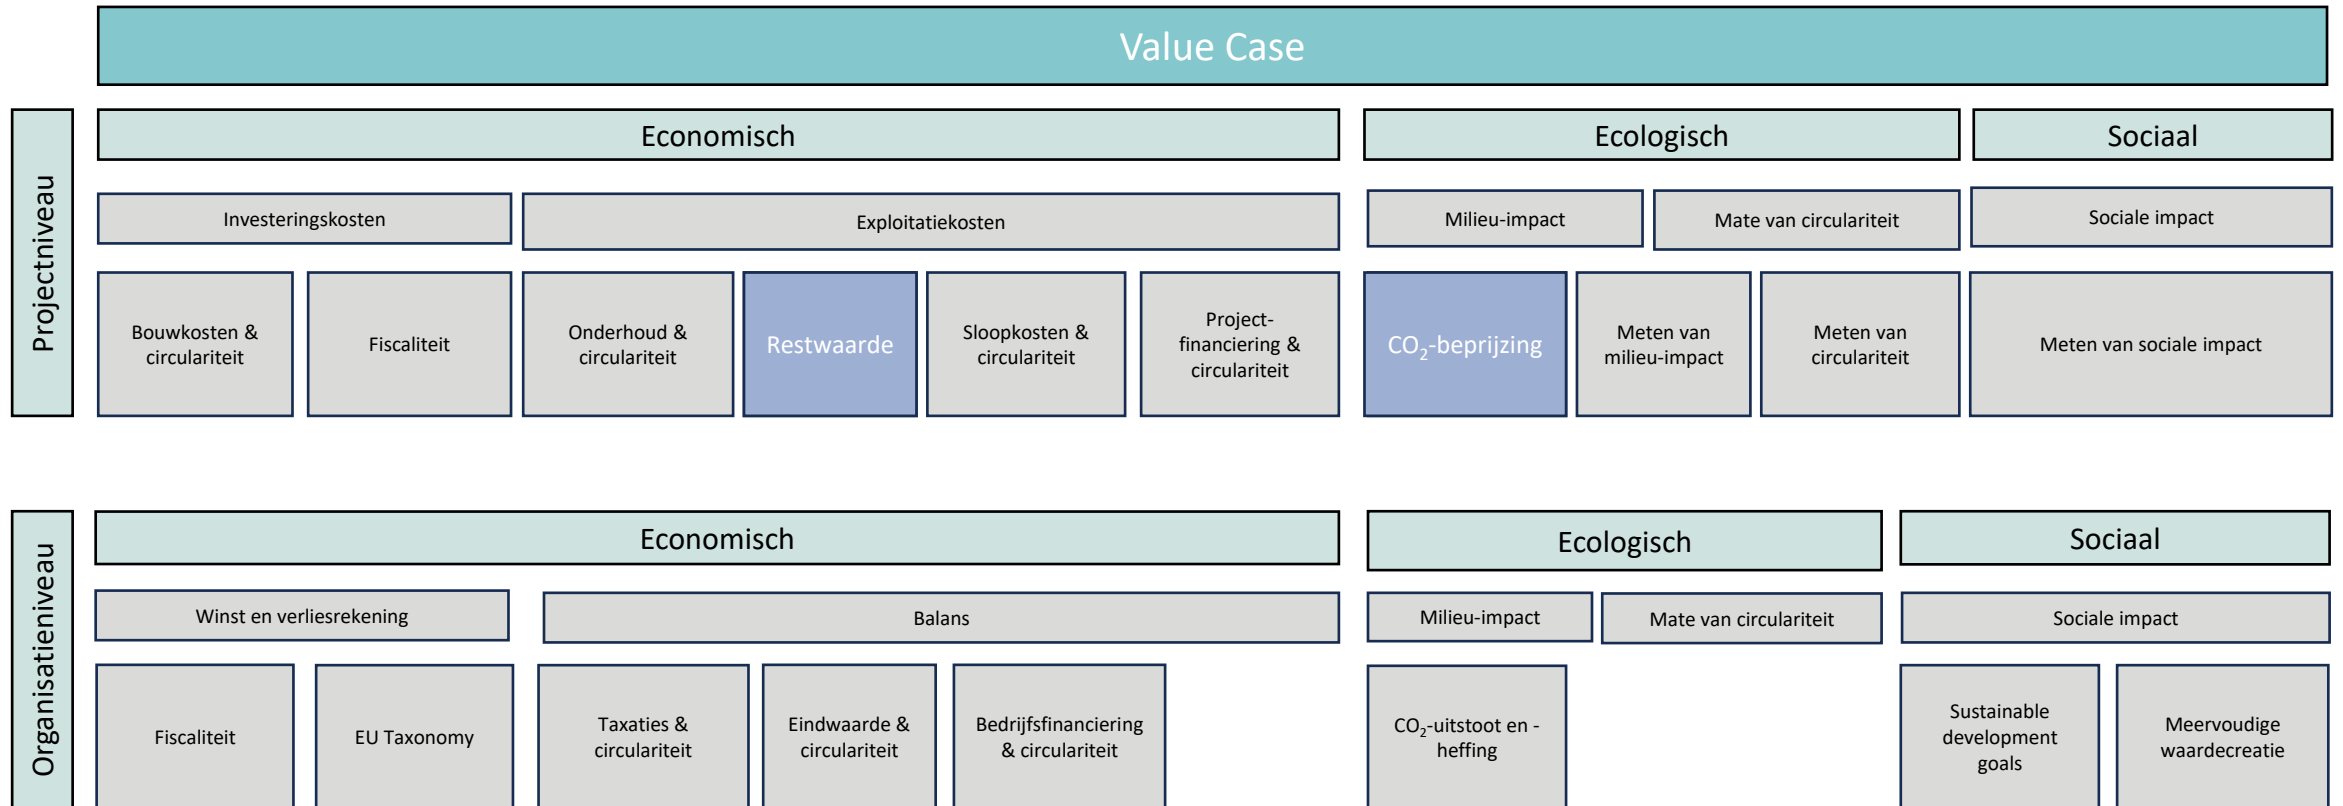 Value Case
Projectniveau
Economisch
Ecologisch
Sociaal
Investeringskosten
Exploitatiekosten
Milieu-impact
Mate van circulariteit
Sociale impact
Bouwkosten &
circulariteit
Fiscaliteit
Onderhoud &
circulariteit
Restwaarde
Sloopkosten &
circulariteit
Project-
financiering &
circulariteit
CO₂-beprijzing
Meten van
milieu-impact
Meten van
circulariteit
Meten van sociale impact
Organisatieniveau
Economisch
Ecologisch
Sociaal
Winst en verliesrekening
Balans
Milieu-impact
Mate van circulariteit
Sociale impact
Fiscaliteit
EU Taxonomy
Taxaties &
circulariteit
Eindwaarde &
circulariteit
Bedrijfsfinanciering
& circulariteit
CO₂-uitstoot en -
heffing
Sustainable
development
goals
Meervoudige
waardecreatie